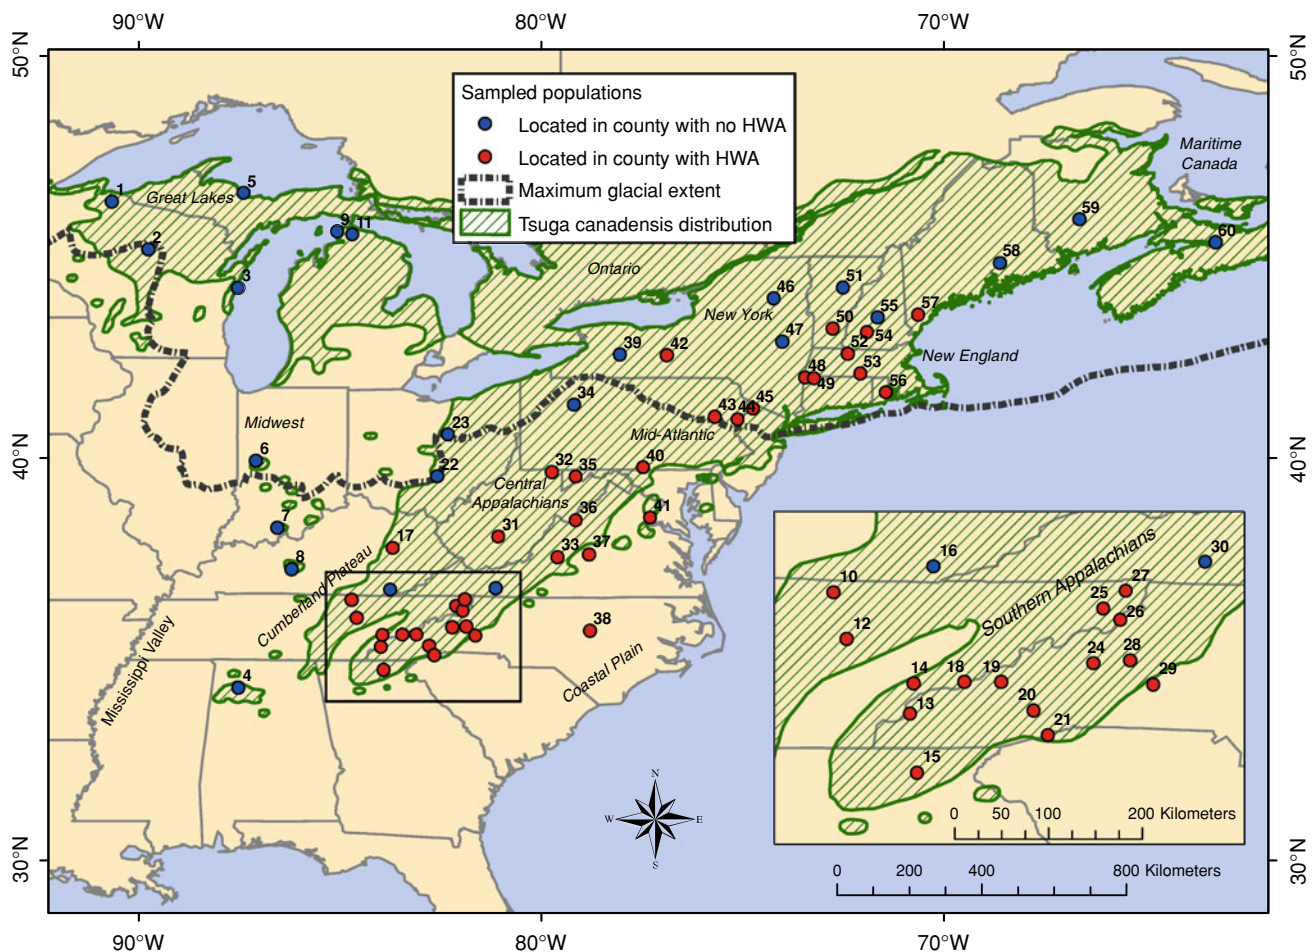 90°W 80°W 70°W
50°N 50°N
Sampled populations
Located in county with no HWA
Located in county with HWA
Maximum glacial extent
Tsuga canadensis distribution
Maritime
Canada
1
Great Lakes
5
2
3
9
11
Ontario
59
60
58
46
51
New York
50
55
57
54
47
52
39
42
48
49
53
New England
56
34
43
44
45
Midwest
23
Mid-Atlantic
40°N 40°N
6
22
32
35
40
Central
Appalachians
7
36
41
17
31
33
37
8
Cumberland Plateau
Mississippi Valley
38
Coastal Plain
4
16
30
Southern Appalachians
10
27
25
26
12
24
28
14
18
19
29
13
20
21
15
0 50 100 200 Kilometers
N
W E
S
30°N 30°N
0 200 400 800 Kilometers
90°W 80°W 70°W